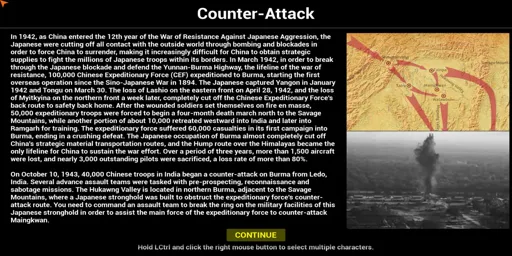 Counter-Attack
In 1942, as China entered the 12th year of the War of Resistance Against Japanese Aggression, the
Japanese were cutting off all contact with the outside world through bombing and blockades in
order to force China to surrender, making it increasingly difficult for China to obtain strategic
supplies to fight the millions of Japanese troops within its borders. In March 1942, in order to break
through the Japanese blockade and defend the Yunnan-Burma Highway, the lifeline of the war of
resistance, 100,000 Chinese Expeditionary Force (CEF) expeditioned to Burma, starting the first
overseas operation since the Sino-Japanese War in 1894. The Japanese captured Yangon in January
1942 and Tongu on March 30. The loss of Lashio on the eastern front on April 28, 1942, and the loss
of Myitkyina on the northern front a week later, completely cut off the Chinese Expeditionary Force's
back route to safety back home. After the wounded soldiers set themselves on fire en masse,
50,000 expeditionary troops were forced to begin a four-month death march north to the Savage
Mountains, while another portion of about 10,000 retreated westward into India and later into
Ramgarh for training. The expeditionary force suffered 60,000 casualties in its first campaign into
Burma, ending in a crushing defeat. The Japanese occupation of Burma almost completely cut off
China's strategic material transportation routes, and the Hump route over the Himalayas became the
only lifeline for China to sustain the war effort. Over a period of three years, more than 1,500 aircraft
were lost, and nearly 3,000 outstanding pilots were sacrificed, a loss rate of more than 80%.
On October 10, 1943, 40,000 Chinese troops in India began a counter-attack on Burma from Ledo,
India. Several advance assault teams were tasked with pre-prospecting, reconnaissance and
sabotage missions. The Hukawng Valley is located in northern Burma, adjacent to the Savage
Mountains, where a Japanese stronghold was built to obstruct the expeditionary force's counter-
attack route. You need to command an assault team to break the ring on the military facilities of this
Japanese stronghold in order to assist the main force of the expeditionary force to counter-attack
Maingkwan.
CONTINUE
Hold LCtrl and click the right mouse button to select multiple characters.